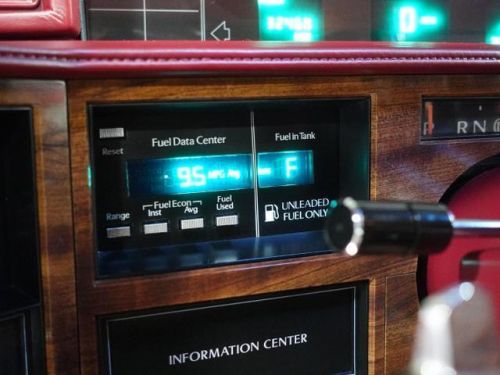 Fuel Data Center
Fuel in Tank
Reset
9.5 MPG Avg
F
Range
Fuel Econ
Inst
Avg
Fuel
Used
UNLEADED
FUEL ONLY
P R N
INFORMATION CENTER